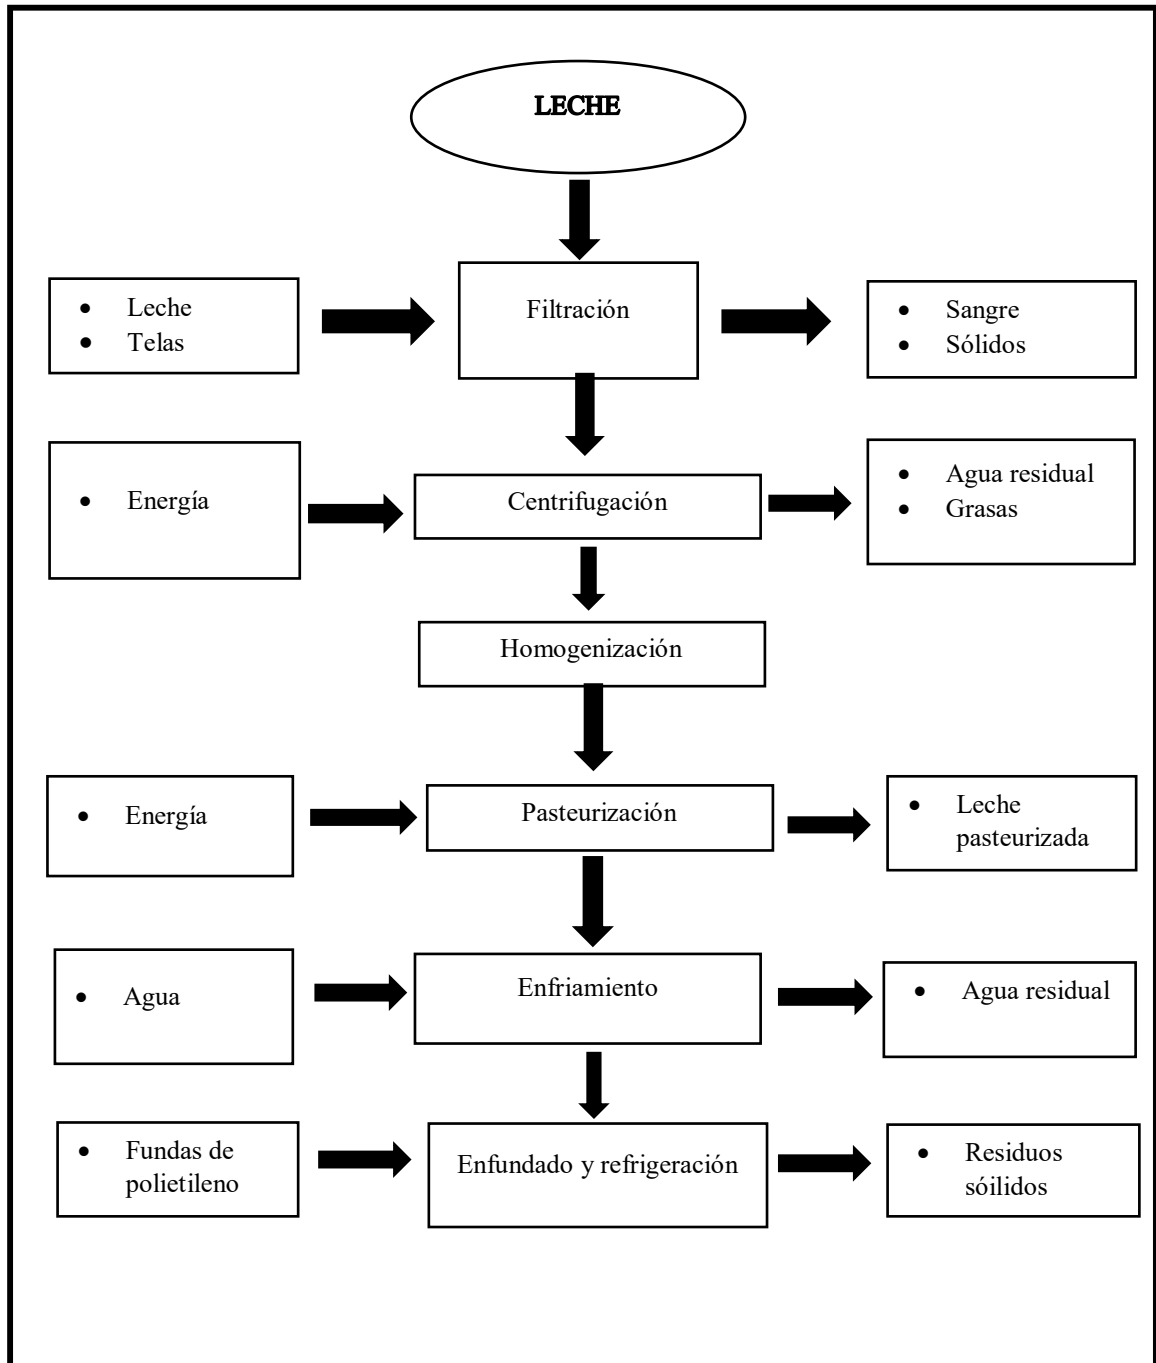 LECHE
• Leche
• Telas
Filtración
• Sangre
• Sólidos
• Energía
Centrifugación
• Agua residual
• Grasas
Homogenización
• Energía
Pasteurización
• Leche
pasteurizada
• Agua
Enfriamiento
• Agua residual
• Fundas de
polietileno
Enfundado y refrigeración
• Residuos
sóilidos